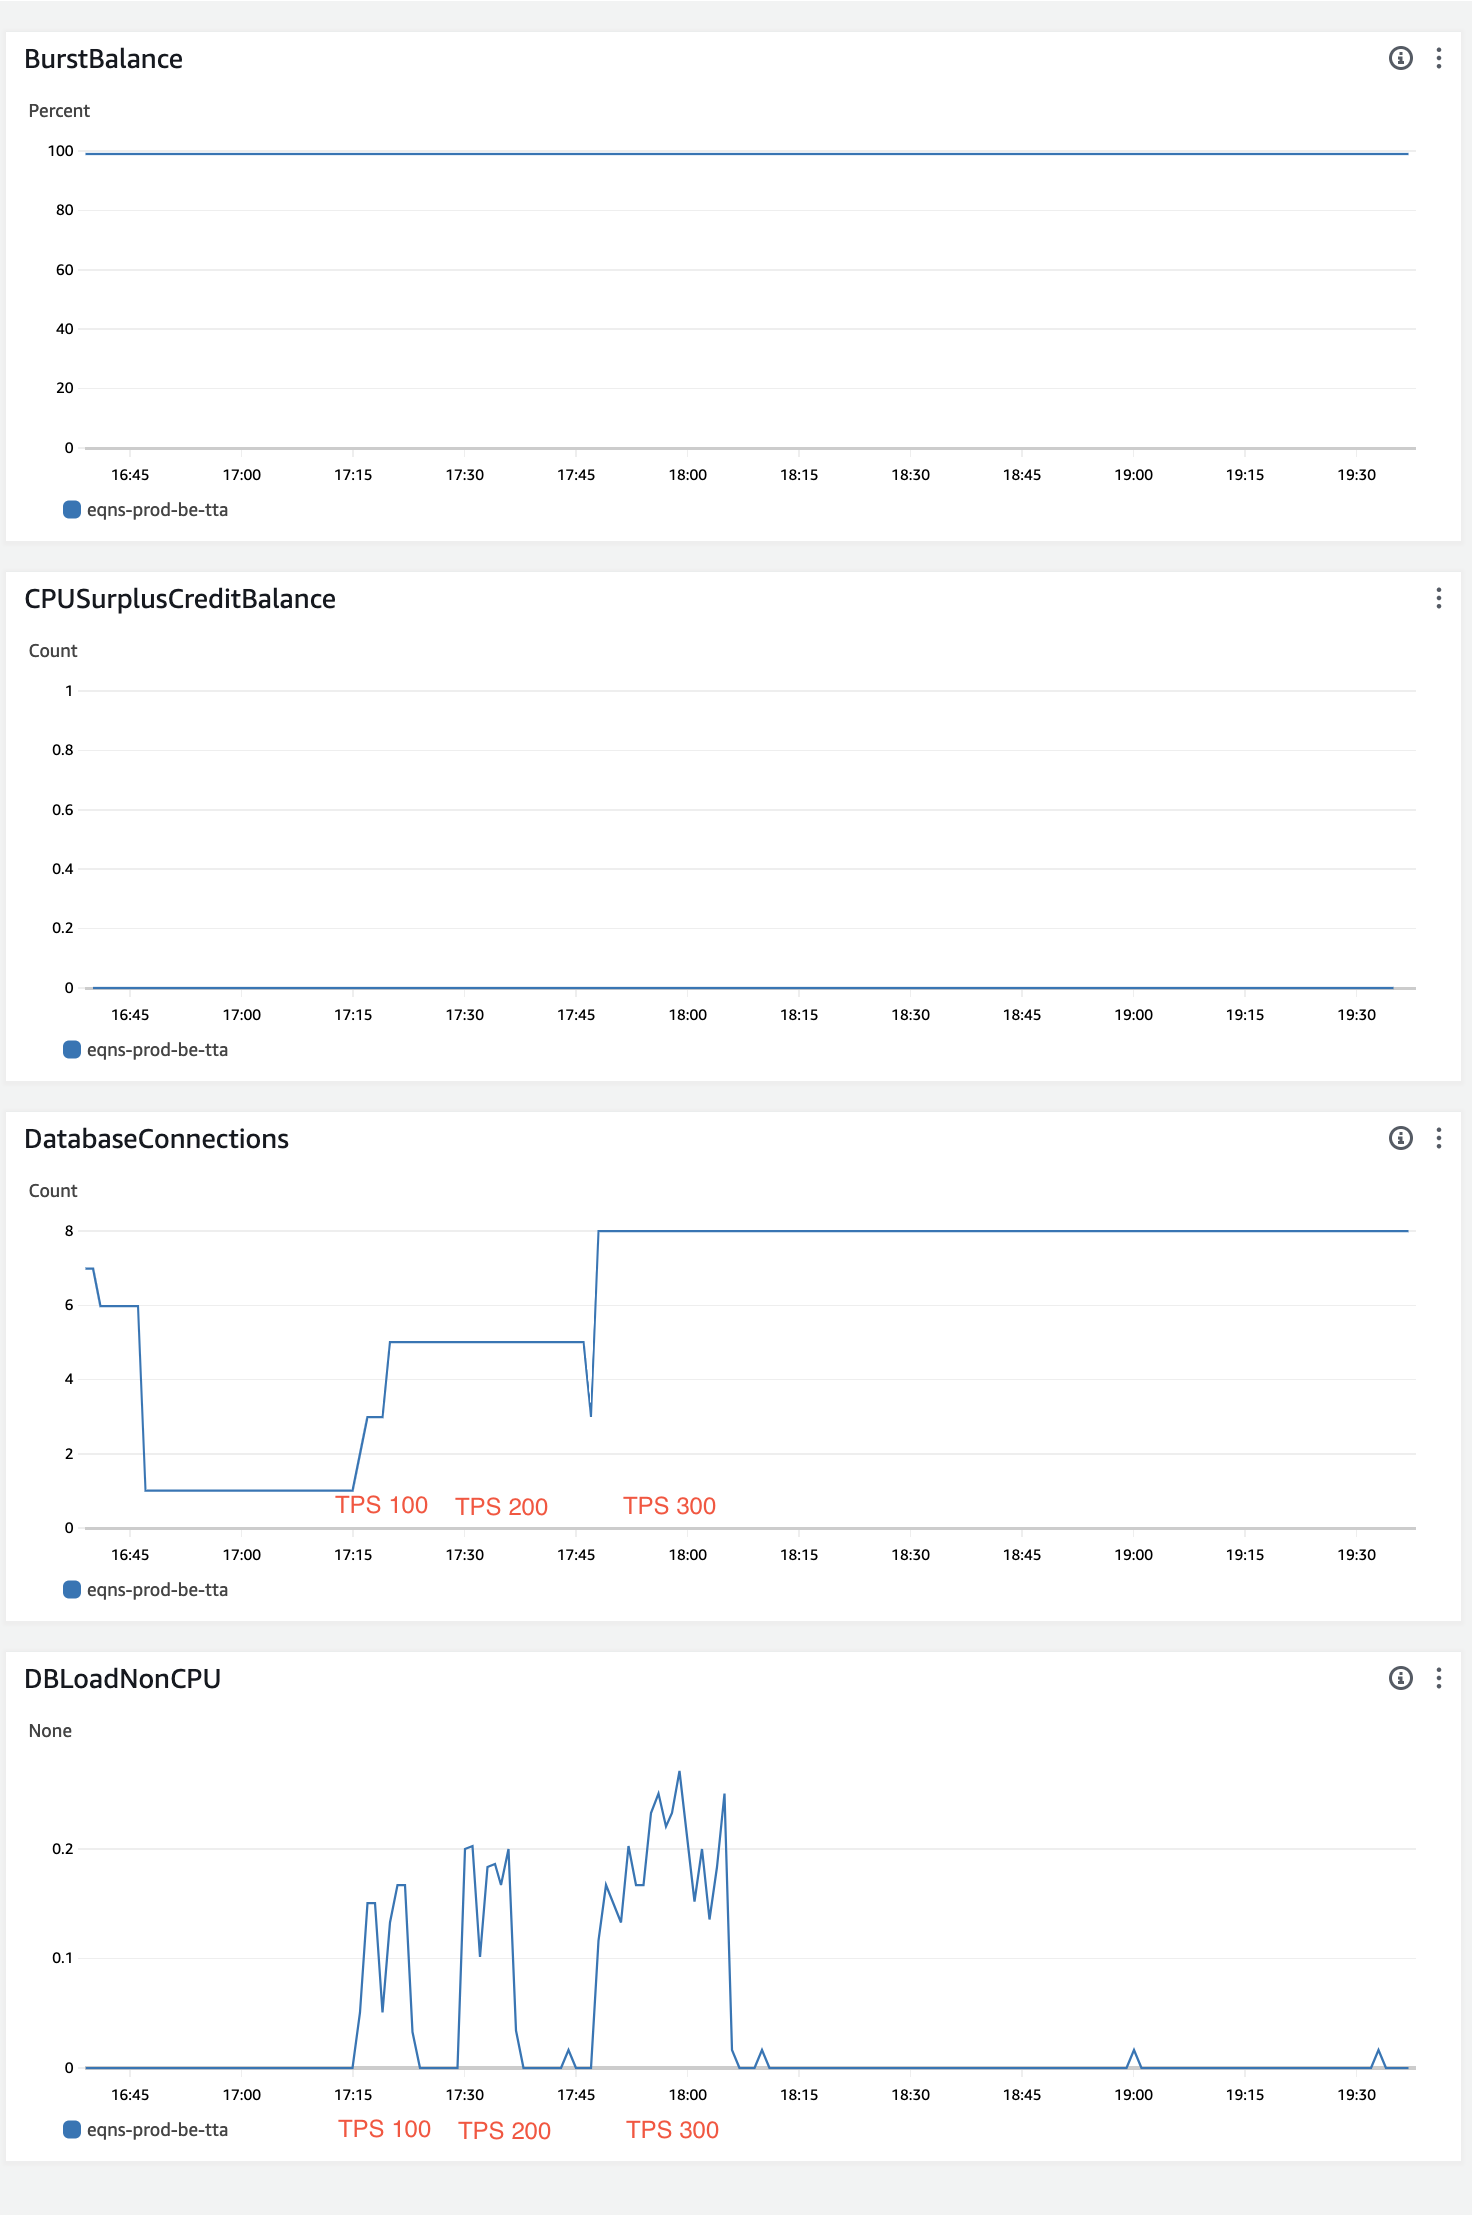 BurstBalance
Percent
100
80
60
40
20
0
16:45 17:00 17:15 17:30 17:45 18:00 18:15 18:30 18:45 19:00 19:15 19:30
eqns-prod-be-tta
CPUSurplusCreditBalance
Count
1
0.8
0.6
0.4
0.2
0
16:45 17:00 17:15 17:30 17:45 18:00 18:15 18:30 18:45 19:00 19:15 19:30
eqns-prod-be-tta
DatabaseConnections
Count
8
6
4
2
TPS 100 TPS 200 TPS 300
0
16:45 17:00 17:15 17:30 17:45 18:00 18:15 18:30 18:45 19:00 19:15 19:30
eqns-prod-be-tta
DBLoadNonCPU
None
0.2
0.1
0
16:45 17:00 17:15 17:30 17:45 18:00 18:15 18:30 18:45 19:00 19:15 19:30
eqns-prod-be-tta TPS 100 TPS 200 TPS 300